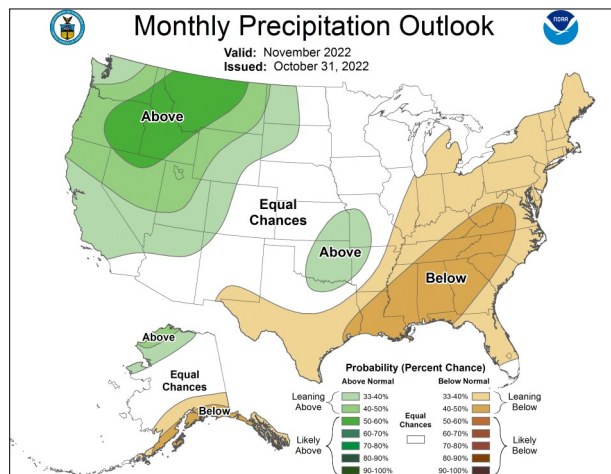 Monthly Precipitation Outlook
Valid: November 2022
Issued: October 31, 2022
NOAA
Above
Equal
Chances
Above
Below
Above
Equal
Chances
Below
Probability (Percent Chance)
Above Normal
Below Normal
Leaning
Above
33-40%
40-50%
Likely
Above
50-60%
60-70%
70-80%
80-90%
90-100%
Equal
Chances
33-40%
40-50%
Leaning
Below
50-60%
60-70%
70-80%
80-90%
90-100%
Likely
Below